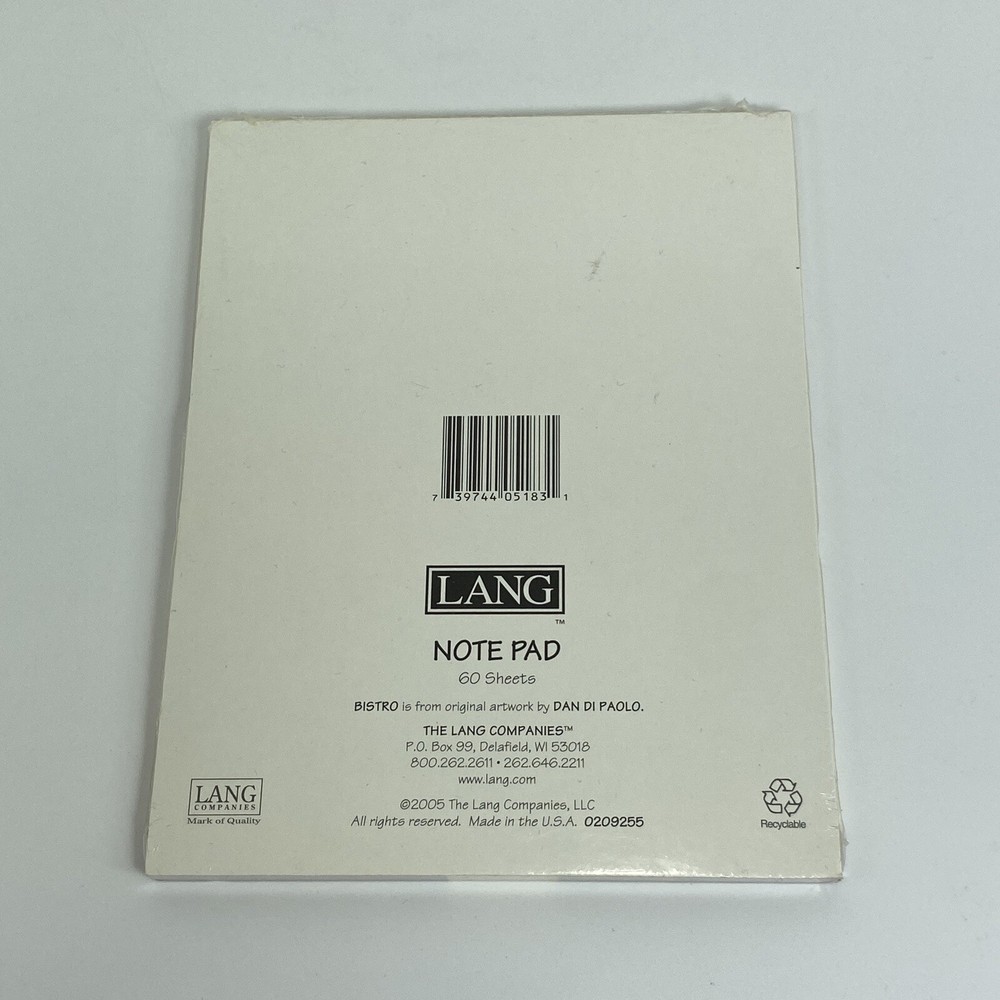 7 39744 05183 1
LANG
™
NOTE PAD
60 Sheets
BISTRO is from original artwork by DAN DI PAOLO.
THE LANG COMPANIES™
P.O. Box 99, Delafield, WI 53018
800.262.2611 • 262.646.2211
www.lang.com
©2005 The Lang Companies, LLC
All rights reserved. Made in the U.S.A. 0209255
LANG
COMPANIES
Mark of Quality
Recyclable